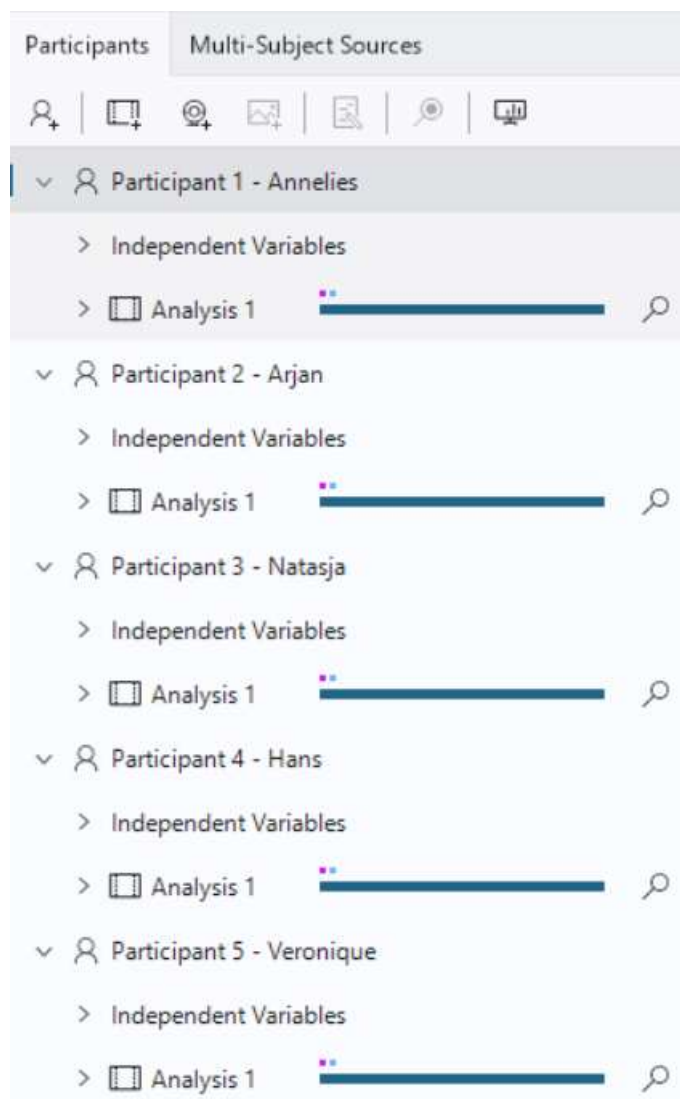 Participants Multi-Subject Sources
Participant 1 - Annelies
Independent Variables
Analysis 1
Participant 2 - Arjan
Independent Variables
Analysis 1
Participant 3 - Natasja
Independent Variables
Analysis 1
Participant 4 - Hans
Independent Variables
Analysis 1
Participant 5 - Veronique
Independent Variables
Analysis 1